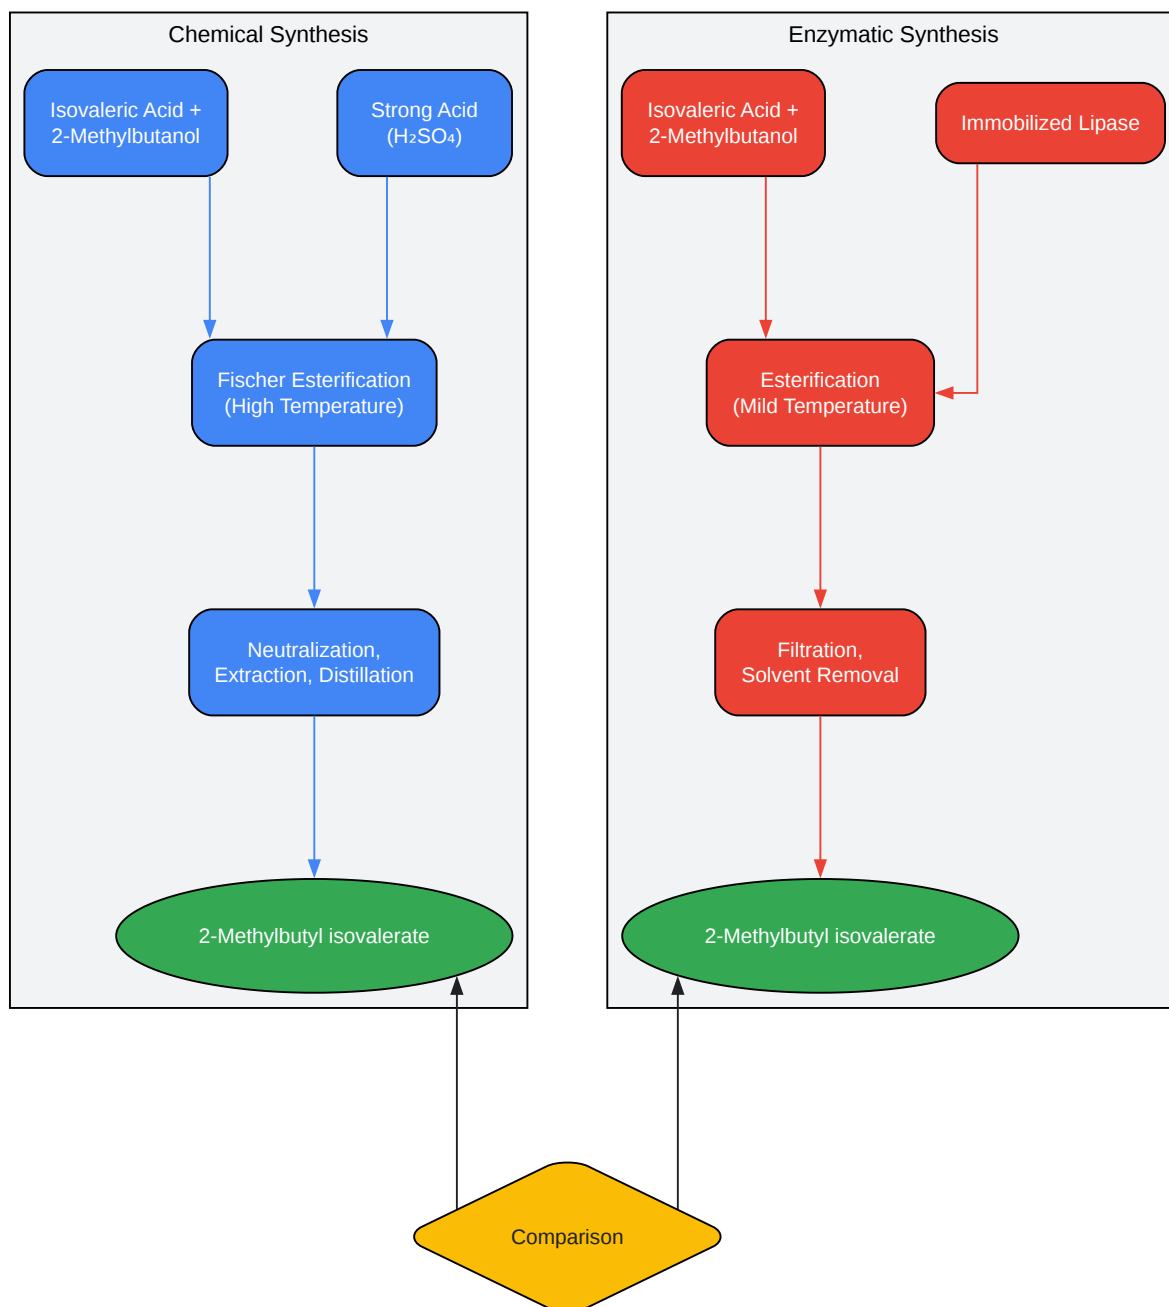 Chemical Synthesis
Isovaleric Acid +
2-Methylbutanol
Strong Acid
(H₂SO₄)
Fischer Esterification
(High Temperature)
Neutralization,
Extraction, Distillation
2-Methylbutyl isovalerate
Enzymatic Synthesis
Isovaleric Acid +
2-Methylbutanol
Immobilized Lipase
Esterification
(Mild Temperature)
Filtration,
Solvent Removal
2-Methylbutyl isovalerate
Comparison